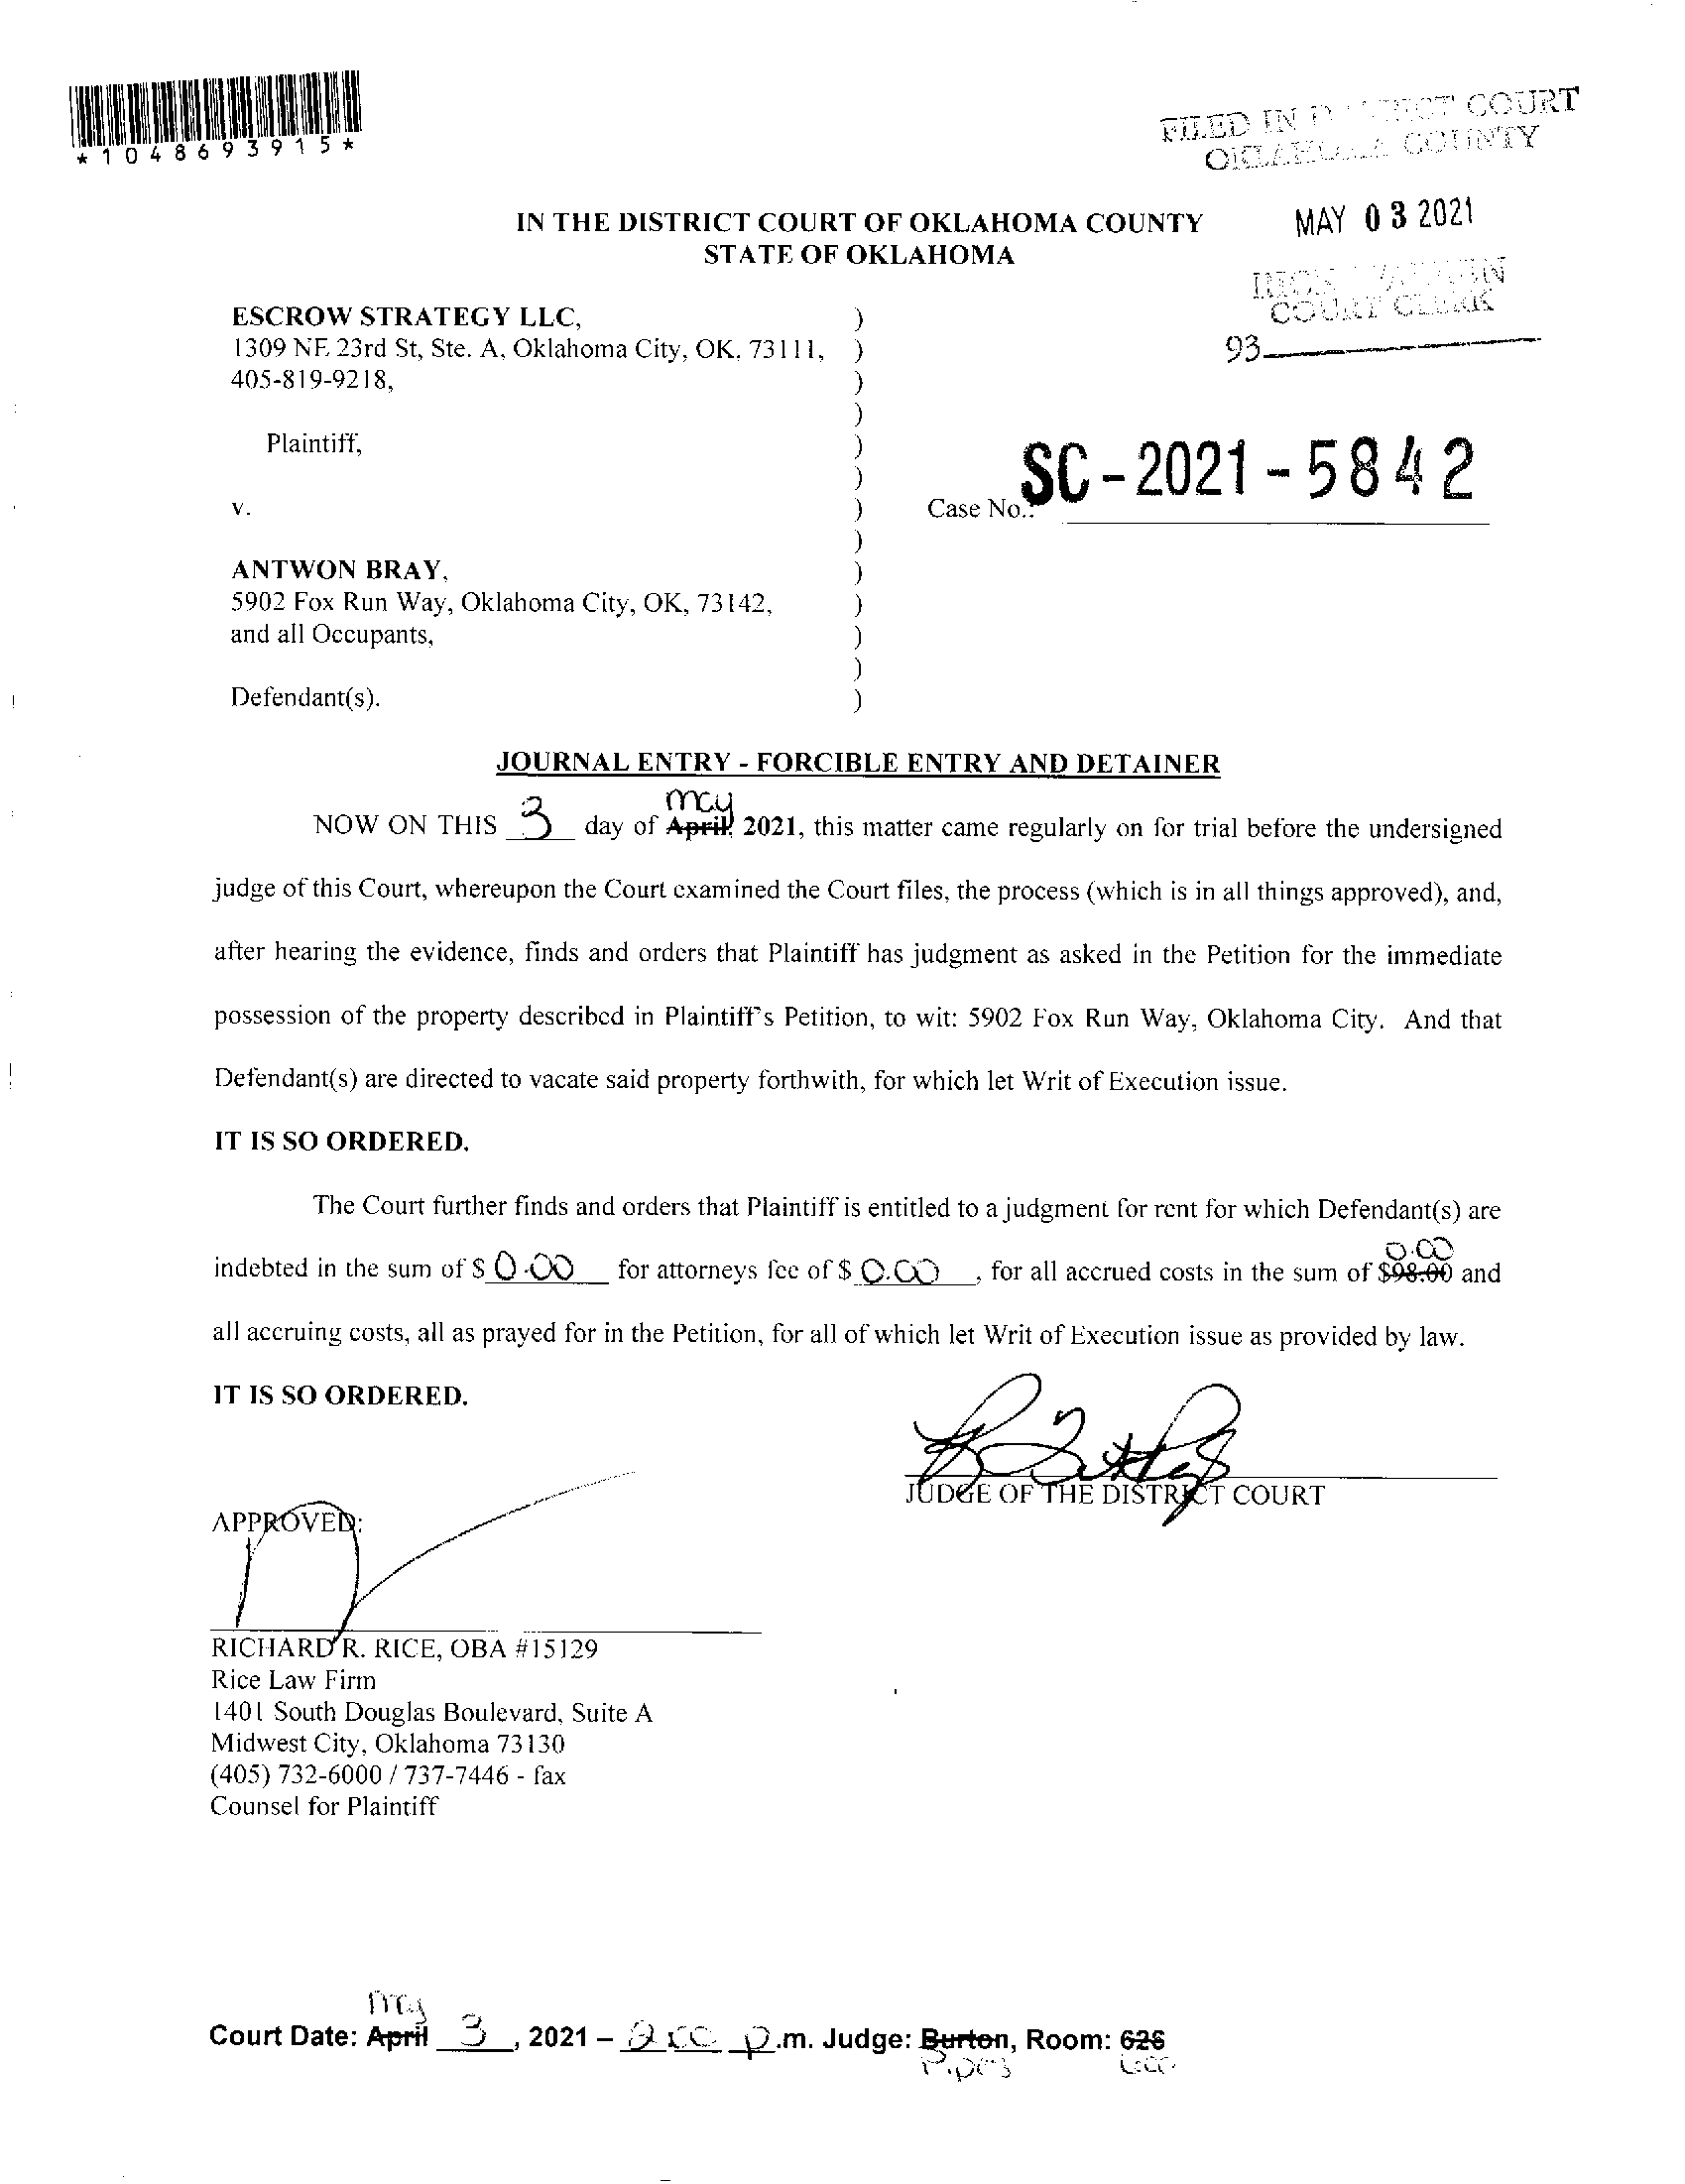 *1048693915*
FILED IN DISTRICT COURT
OKLAHOMA COUNTY
MAY 03 2021
COURT CLERK
93
IN THE DISTRICT COURT OF OKLAHOMA COUNTY
STATE OF OKLAHOMA
ESCROW STRATEGY LLC, )
1309 NE 23rd St, Ste. A, Oklahoma City, OK, 73111, )
405-819-9218, )
)
Plaintiff, )
)
v. )
Case No.: SC-2021-5842
)
ANTWON BRAY, )
5902 Fox Run Way, Oklahoma City, OK, 73142, )
and all Occupants, )
)
Defendant(s). )
JOURNAL ENTRY - FORCIBLE ENTRY AND DETAINER
May
NOW ON THIS 3 day of April, 2021, this matter came regularly on for trial before the undersigned
judge of this Court, whereupon the Court examined the Court files, the process (which is in all things approved), and,
after hearing the evidence, finds and orders that Plaintiff has judgment as asked in the Petition for the immediate
possession of the property described in Plaintiff's Petition, to wit: 5902 Fox Run Way, Oklahoma City. And that
Defendant(s) are directed to vacate said property forthwith, for which let Writ of Execution issue.
IT IS SO ORDERED.
The Court further finds and orders that Plaintiff is entitled to a judgment for rent for which Defendant(s) are
0.00
indebted in the sum of $ 0.00 for attorneys fee of $ 0.00 , for all accrued costs in the sum of $98.00 and
all accruing costs, all as prayed for in the Petition, for all of which let Writ of Execution issue as provided by law.
IT IS SO ORDERED.
JUDGE OF THE DISTRICT COURT
APPROVED:
RICHARD R. RICE, OBA #15129
Rice Law Firm
1401 South Douglas Boulevard, Suite A
Midwest City, Oklahoma 73130
(405) 732-6000 / 737-7446 - fax
Counsel for Plaintiff
May
Court Date: April 3, 2021 – 2:00 p.m. Judge: Burton, Room: 626